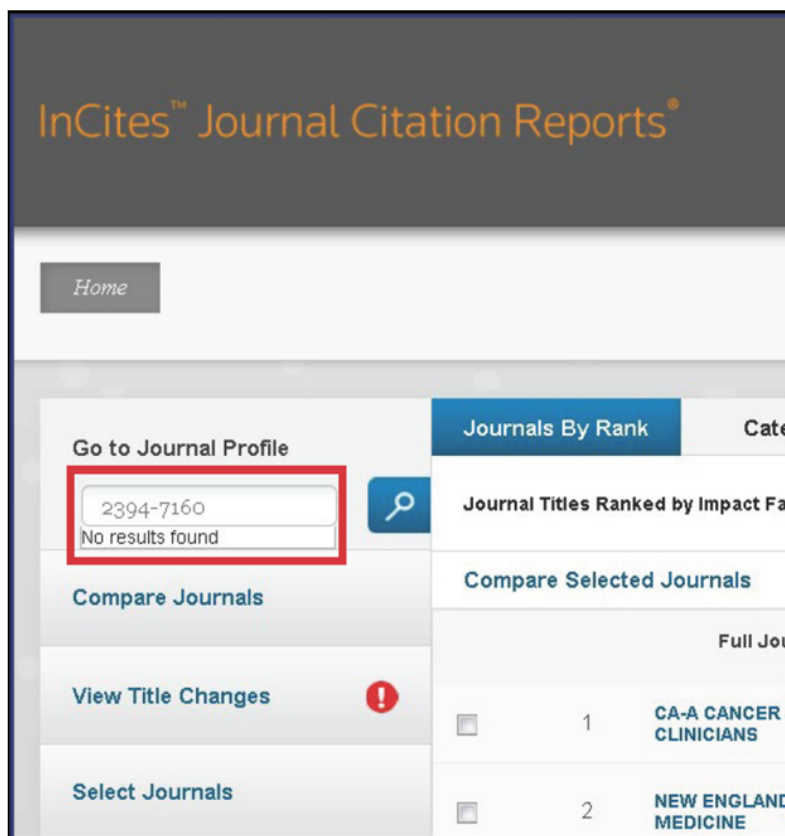 InCites™ Journal Citation Reports®
Home
Go to Journal Profile
2394-7160
No results found
Compare Journals
View Title Changes
Select Journals
Journals By Rank
Journal Titles Ranked by Impact
Compare Selected Journals
Full
1
CA-A CANCER
CLINICIANS
2
NEW ENGLAND
MEDICINE